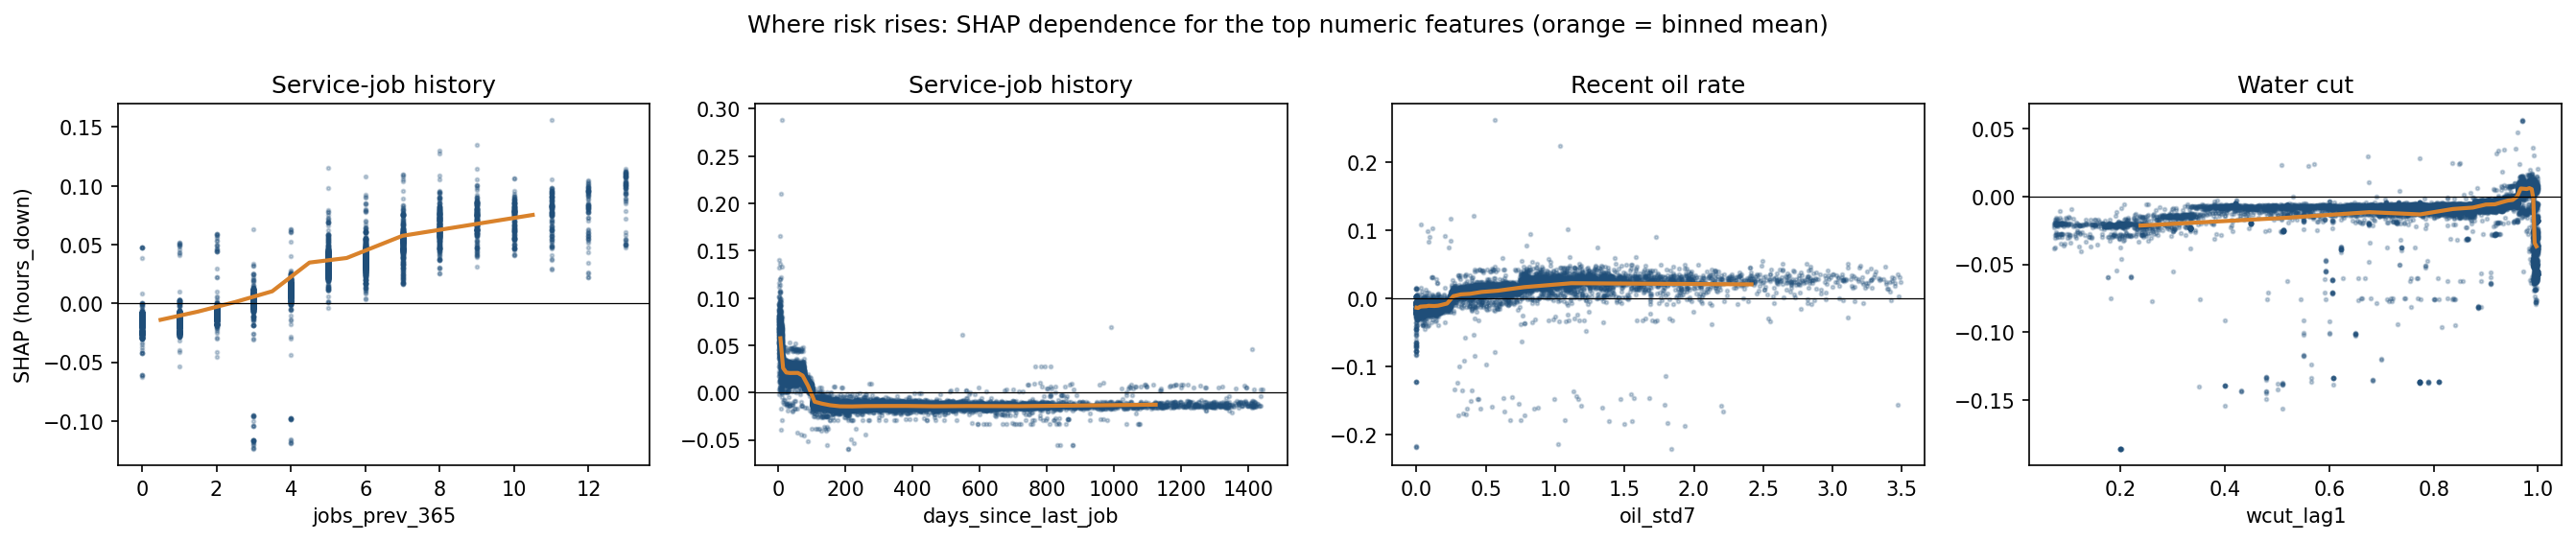 Where risk rises: SHAP dependence for the top numeric features (orange = binned mean)
Service-job history
SHAP (hours_down)
0.15
0.10
0.05
0.00
−0.05
−0.10
0 2 4 6 8 10 12
jobs_prev_365
Service-job history
0.30
0.25
0.20
0.15
0.10
0.05
0.00
−0.05
0 200 400 600 800 1000 1200 1400
days_since_last_job
Recent oil rate
0.2
0.1
0.0
−0.1
−0.2
0.0 0.5 1.0 1.5 2.0 2.5 3.0 3.5
oil_std7
Water cut
0.05
0.00
−0.05
−0.10
−0.15
0.2 0.4 0.6 0.8 1.0
wcut_lag1